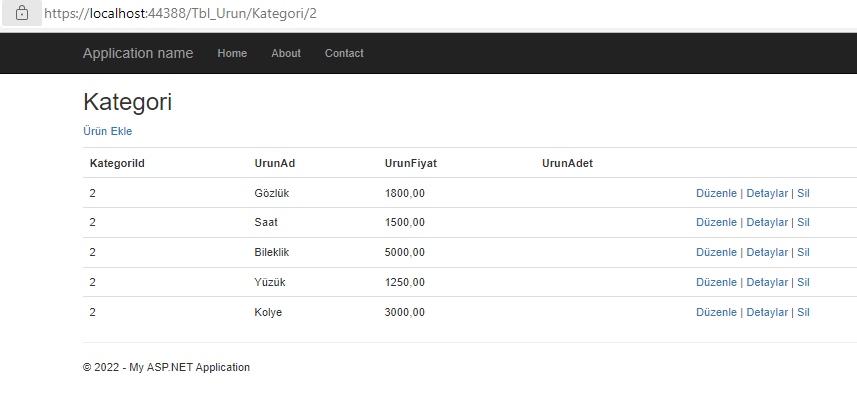 https://localhost:44388/Tbl_Urun/Kategori/2
Application name Home About Contact
Kategori
Ürün Ekle
KategoriId UrunAd UrunFiyat UrunAdet
2 Gözlük 1800,00 Düzenle | Detaylar | Sil
2 Saat 1500,00 Düzenle | Detaylar | Sil
2 Bileklik 5000,00 Düzenle | Detaylar | Sil
2 Yüzük 1250,00 Düzenle | Detaylar | Sil
2 Kolye 3000,00 Düzenle | Detaylar | Sil
© 2022 - My ASP.NET Application